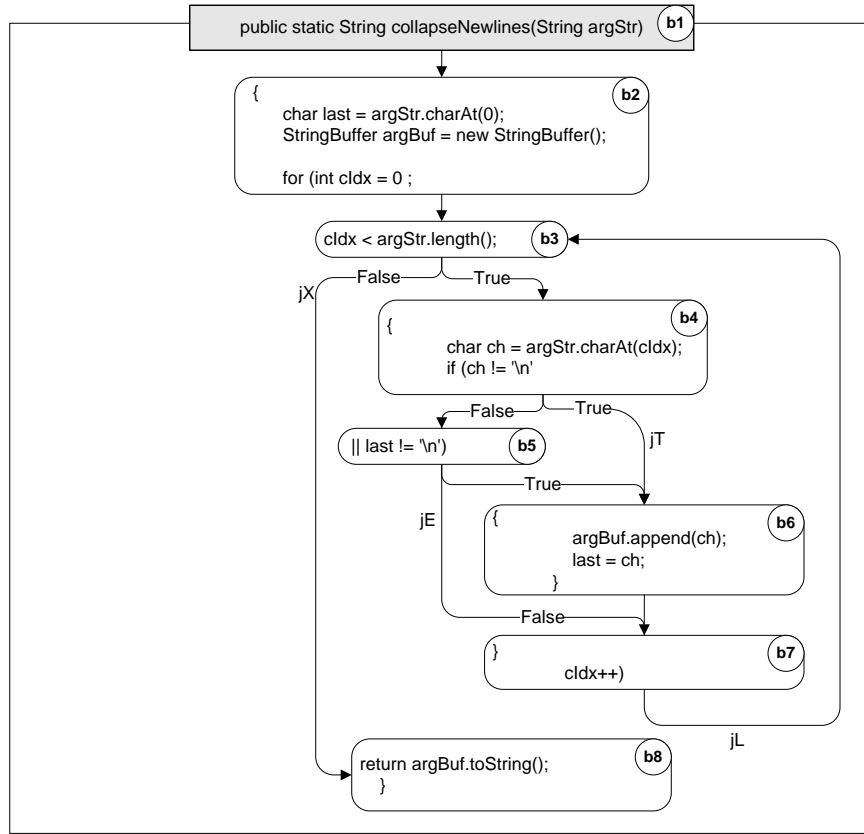 public static String collapseNewlines(String argStr) b1
{ b2
char last = argStr.charAt(0);
StringBuffer argBuf = new StringBuffer();
for (int cIdx = 0 ;
cIdx < argStr.length(); b3
False True
jX
{ b4
char ch = argStr.charAt(cIdx);
if (ch != '\n'
False True
|| last != '\n') b5
jT
True
jE
{ b6
argBuf.append(ch);
last = ch;
}
False
} b7
cIdx++)
jL
return argBuf.toString(); b8
}